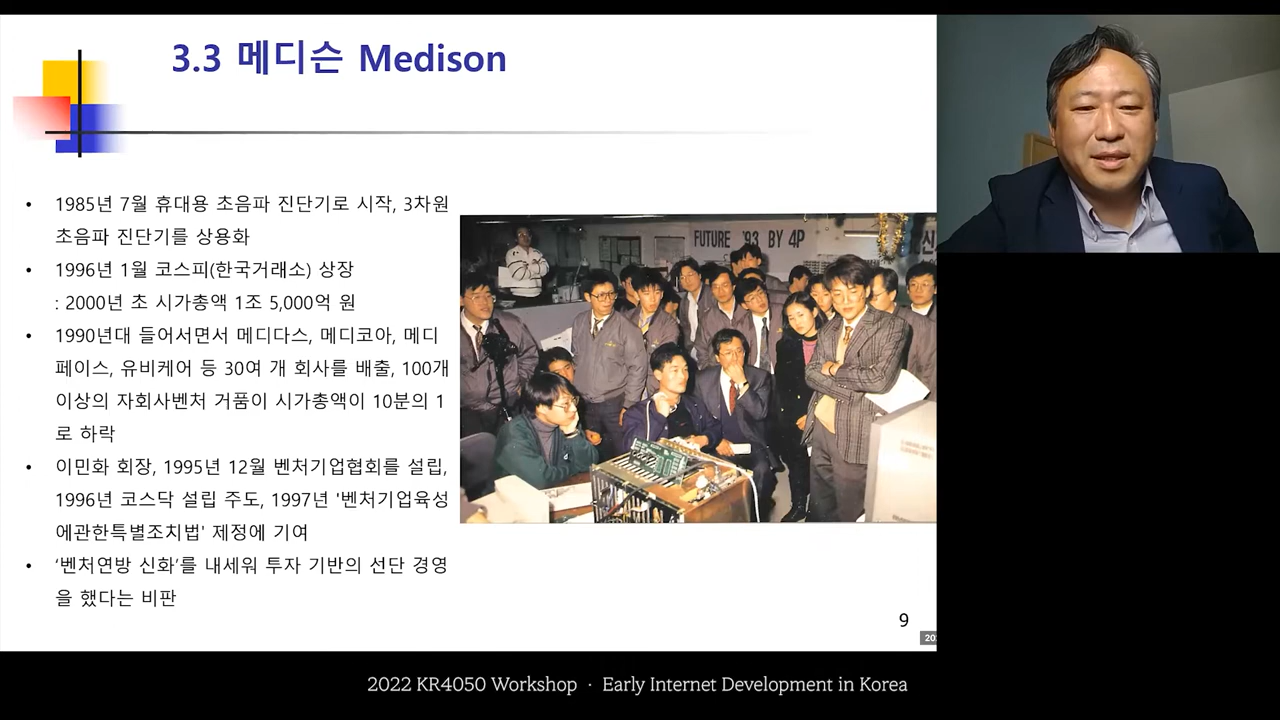 3.3 메디슨 Medison
• 1985년 7월 휴대용 초음파 진단기로 시작, 3차원
초음파 진단기를 상용화
• 1996년 1월 코스피(한국거래소) 상장
: 2000년 초 시가총액 1조 5,000억 원
• 1990년대 들어서면서 메디다스, 메디코아, 메디
페이스, 유비케어 등 30여 개 회사를 배출, 100개
이상의 자회사벤처 거품이 시가총액이 10분의 1
로 하락
• 이민화 회장, 1995년 12월 벤처기업협회를 설립,
1996년 코스닥 설립 주도, 1997년 '벤처기업육성
에관한특별조치법' 제정에 기여
• ‘벤처연방 신화’를 내세워 투자 기반의 선단 경영
을 했다는 비판
FUTURE '93 BY 4P
신
9
20
2022 KR4050 Workshop · Early Internet Development in Korea